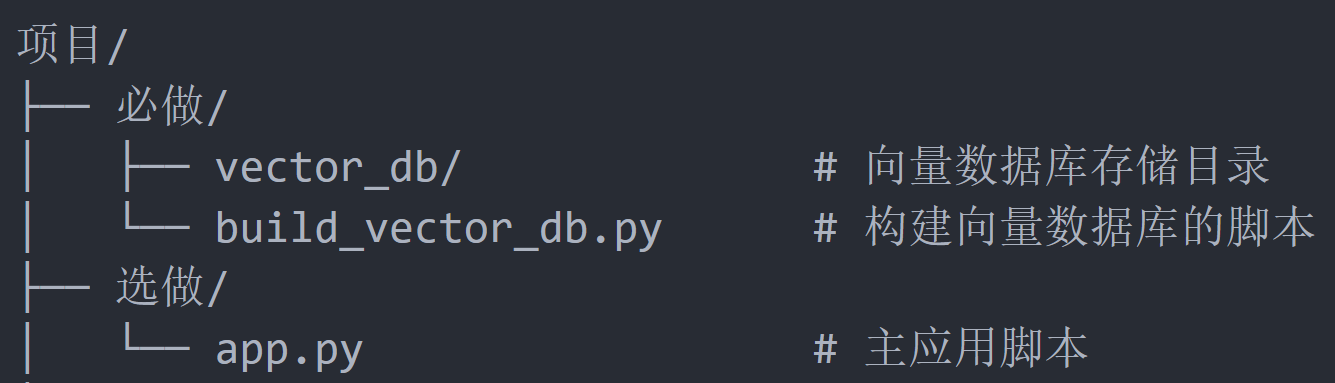 项目/
├── 必做/
│   ├── vector_db/              # 向量数据库存储目录
│   └── build_vector_db.py      # 构建向量数据库的脚本
├── 选做/
│   └── app.py                  # 主应用脚本